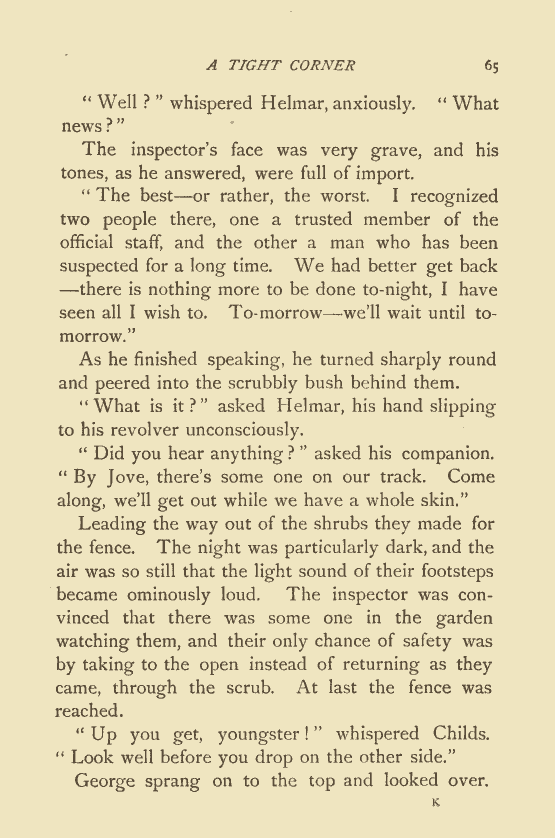 A TIGHT CORNER 65
“ Well ? ” whispered Helmar, anxiously. “ What
news ? ”
The inspector's face was very grave, and his
tones, as he answered, were full of import.
“ The best—or rather, the worst. I recognized
two people there, one a trusted member of the
official staff, and the other a man who has been
suspected for a long time. We had better get back
—there is nothing more to be done to-night, I have
seen all I wish to. To-morrow—we'll wait until to-
morrow.”
As he finished speaking, he turned sharply round
and peered into the scrubbly bush behind them.
“ What is it ? ” asked Helmar, his hand slipping
to his revolver unconsciously.
“ Did you hear anything ? ” asked his companion.
“ By Jove, there's some one on our track. Come
along, we'll get out while we have a whole skin.”
Leading the way out of the shrubs they made for
the fence. The night was particularly dark, and the
air was so still that the light sound of their footsteps
became ominously loud. The inspector was con-
vinced that there was some one in the garden
watching them, and their only chance of safety was
by taking to the open instead of returning as they
came, through the scrub. At last the fence was
reached.
“ Up you get, youngster ! ” whispered Childs.
“ Look well before you drop on the other side.”
George sprang on to the top and looked over.
K